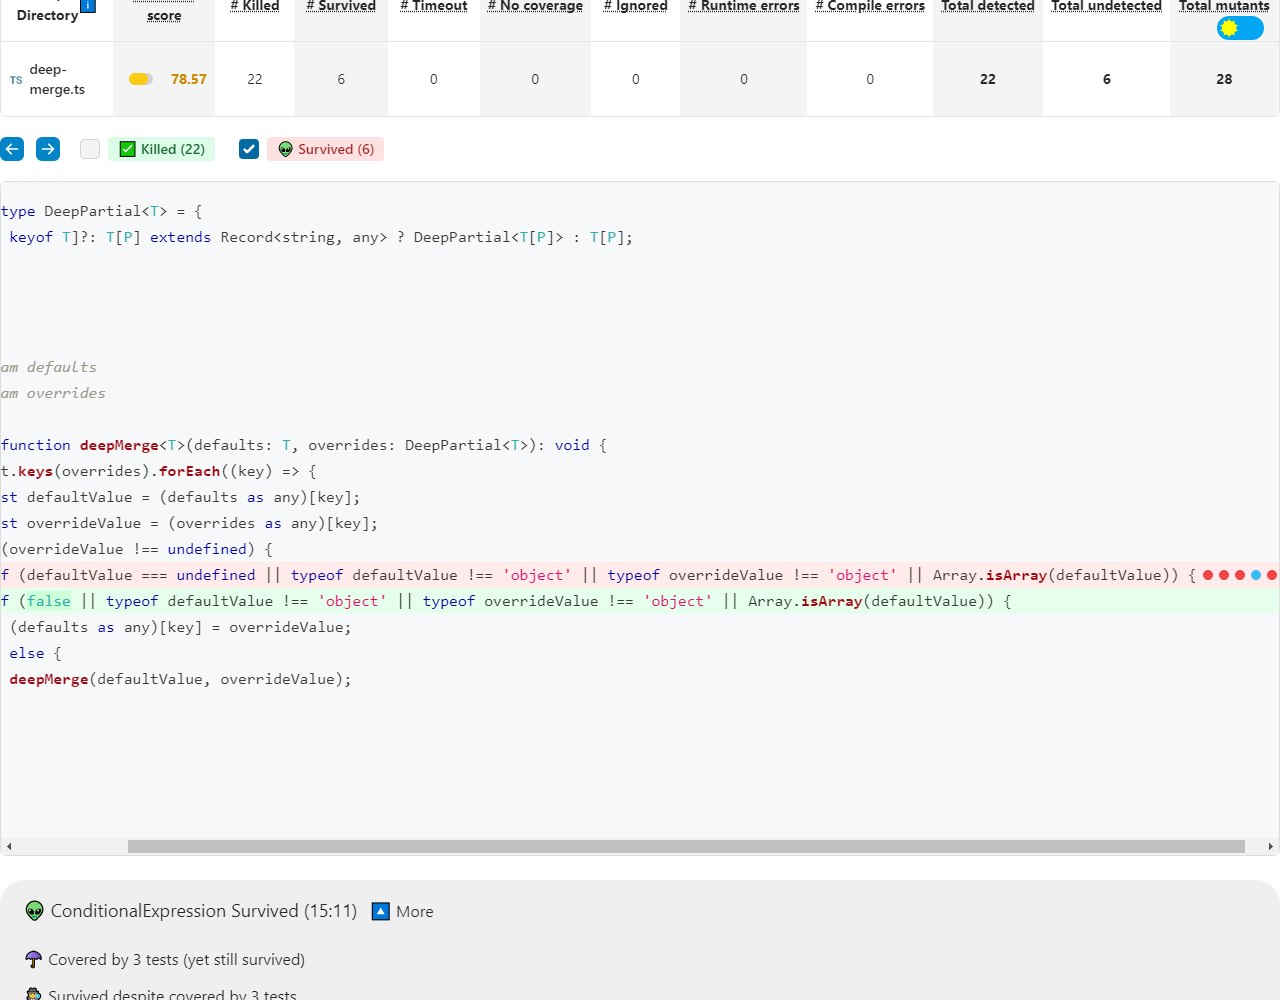 Directory
score
# Killed
# Survived
# Timeout
# No coverage
# Ignored
# Runtime errors
# Compile errors
Total detected
Total undetected
Total mutants
TS deep-
merge.ts
78.57
22
6
0
0
0
0
0
22
6
28
Killed (22)
Survived (6)
type DeepPartial<T> = {
keyof T]?: T[P] extends Record<string, any> ? DeepPartial<T[P]> : T[P];
am defaults
am overrides
function deepMerge<T>(defaults: T, overrides: DeepPartial<T>): void {
t.keys(overrides).forEach((key) => {
st defaultValue = (defaults as any)[key];
st overrideValue = (overrides as any)[key];
(overrideValue !== undefined) {
f (defaultValue === undefined || typeof defaultValue !== 'object' || typeof overrideValue !== 'object' || Array.isArray(defaultValue)) {
f (false || typeof defaultValue !== 'object' || typeof overrideValue !== 'object' || Array.isArray(defaultValue)) {
(defaults as any)[key] = overrideValue;
else {
deepMerge(defaultValue, overrideValue);
ConditionalExpression Survived (15:11) More
Covered by 3 tests (yet still survived)
Survived despite covered by 3 tests